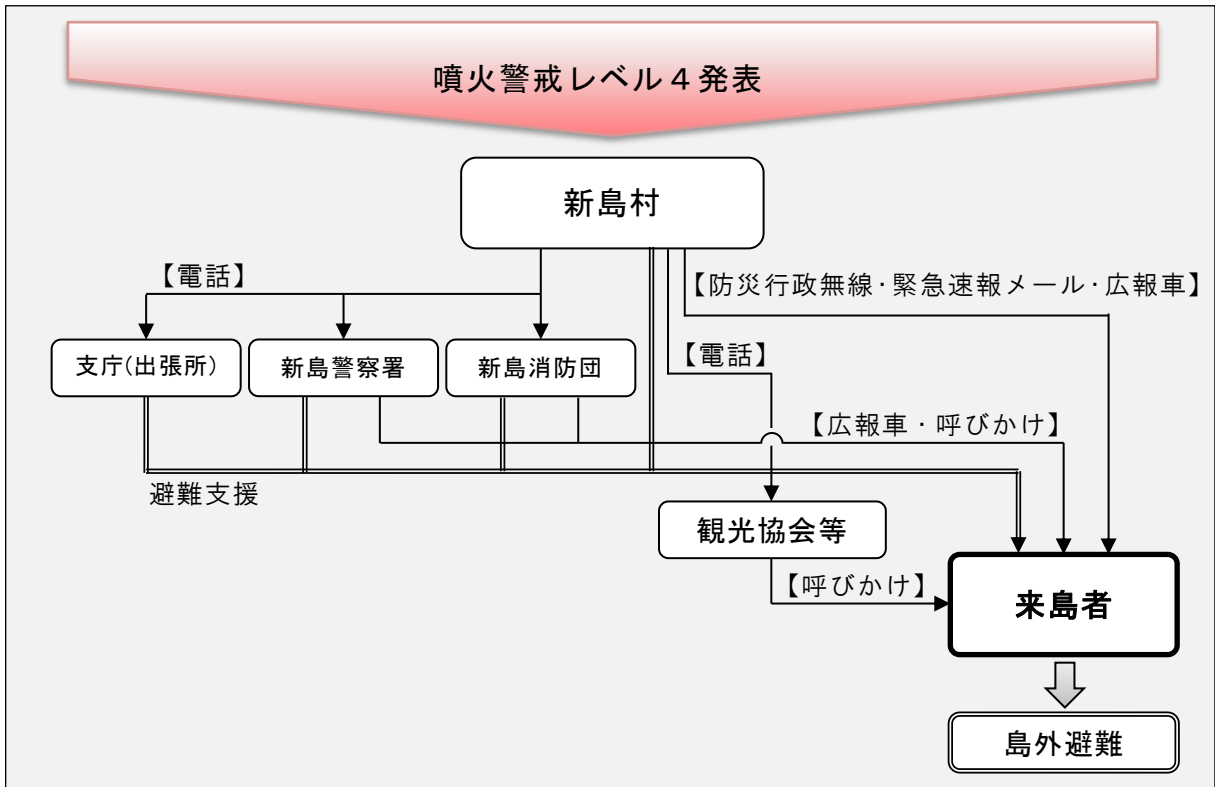 噴火警戒レベル４発表
新島村
【電話】
【防災行政無線･緊急速報メール･広報車】
支庁(出張所)
新島警察署
新島消防団
【電話】
【広報車・呼びかけ】
避難支援
観光協会等
【呼びかけ】
来島者
島外避難